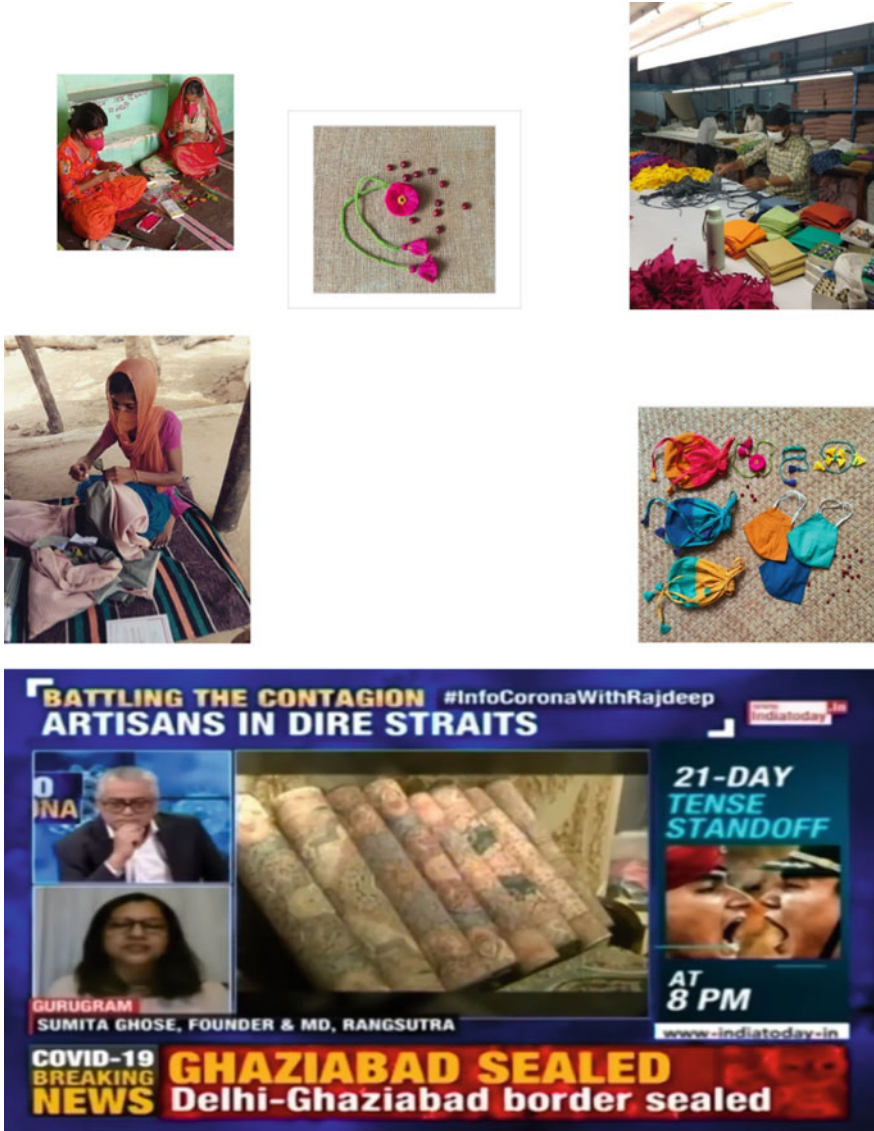 BATTLING THE CONTAGION #InfoCoronaWithRajdeep
ARTISANS IN DIRE STRAITS
www.
Indiatoday.in
21-DAY
TENSE
STANDOFF
AT
8 PM
GURUGRAM
SUMITA GHOSE, FOUNDER & MD, RANGSUTRA
www-indiatoday-in
COVID-19
BREAKING
NEWS
GHAZIABAD SEALED
Delhi-Ghaziabad border sealed